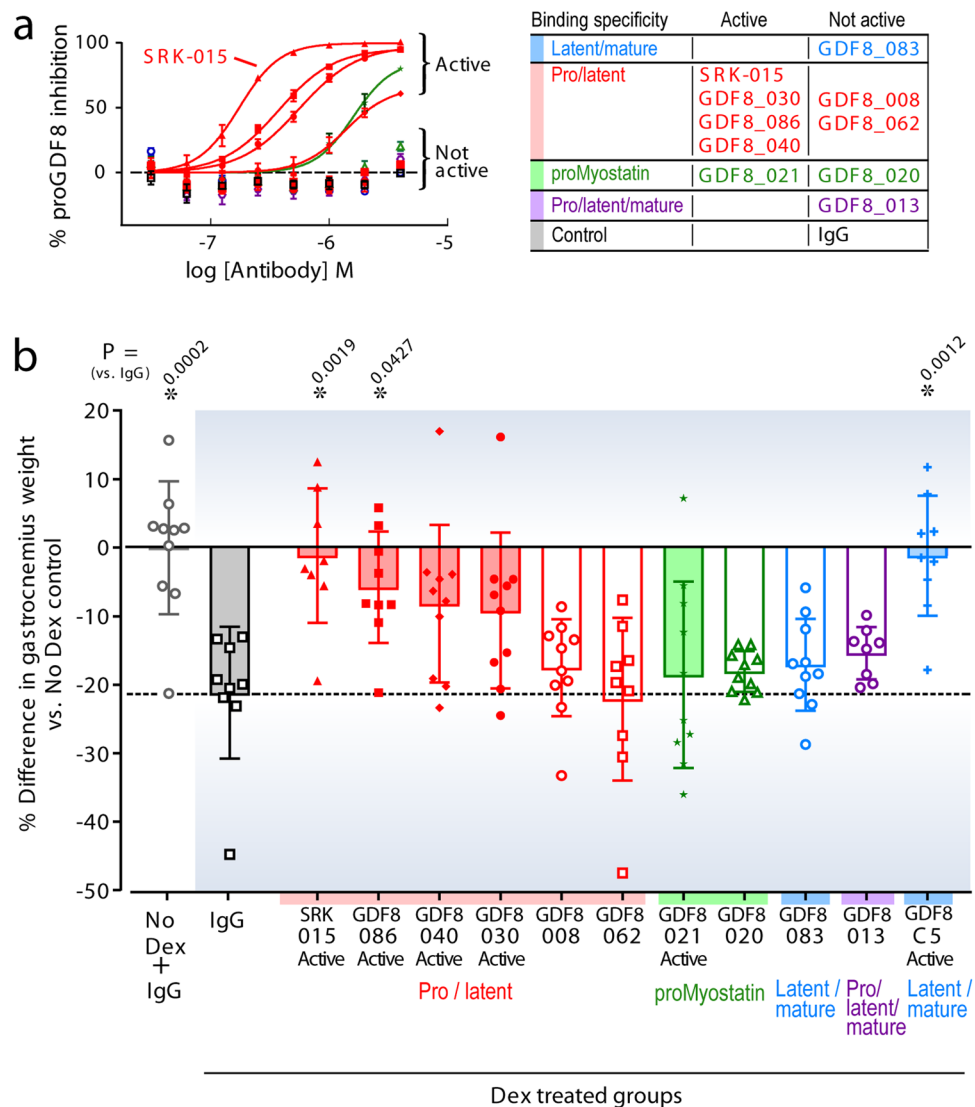 a
% proGDF8 inhibition
100
50
0
SRK-015
Active
Not
active
-7
-6
-5
log [Antibody] M
Binding specificity Active Not active
Latent/mature GDF8_083
Pro/latent SRK-015
GDF8_030 GDF8_008
GDF8_086 GDF8_062
GDF8_040
proMyostatin GDF8_021 GDF8_020
Pro/latent/mature GDF8_013
Control IgG
b
P =
(vs. IgG)
*0.0002
*0.0019
*0.0427
*0.0012
% Difference in gastrocnemius weight
vs. No Dex control
20
10
0
-10
-20
-30
-40
-50
No
Dex
+
IgG
IgG
SRK
015
Active
GDF8
086
Active
GDF8
040
Active
GDF8
030
Active
GDF8
008
GDF8
062
GDF8
021
Active
GDF8
020
GDF8
083
GDF8
013
GDF8
C5
Active
Pro / latent
proMyostatin
Latent /
mature
Pro/
latent/
mature
Latent /
mature
Dex treated groups